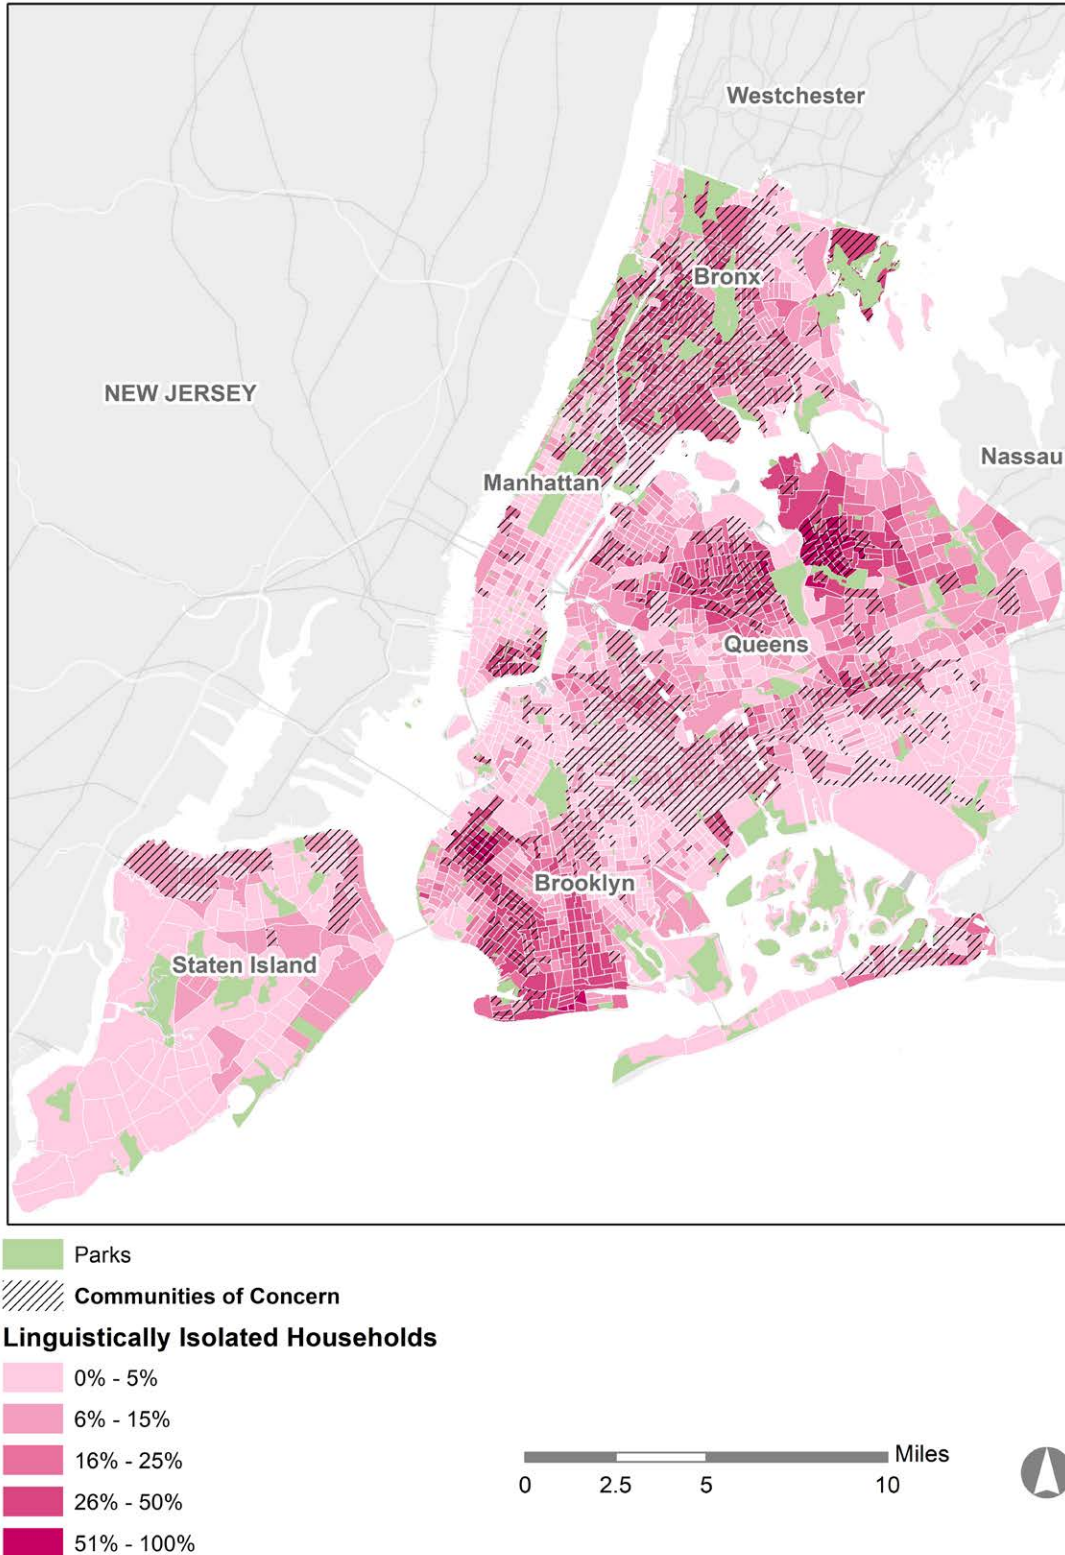 Westchester
Bronx
NEW JERSEY
Nassau
Manhattan
Queens
Brooklyn
Staten Island
Parks
Communities of Concern
Linguistically Isolated Households
0% - 5%
6% - 15%
16% - 25%
26% - 50%
51% - 100%
Miles
0 2.5 5 10